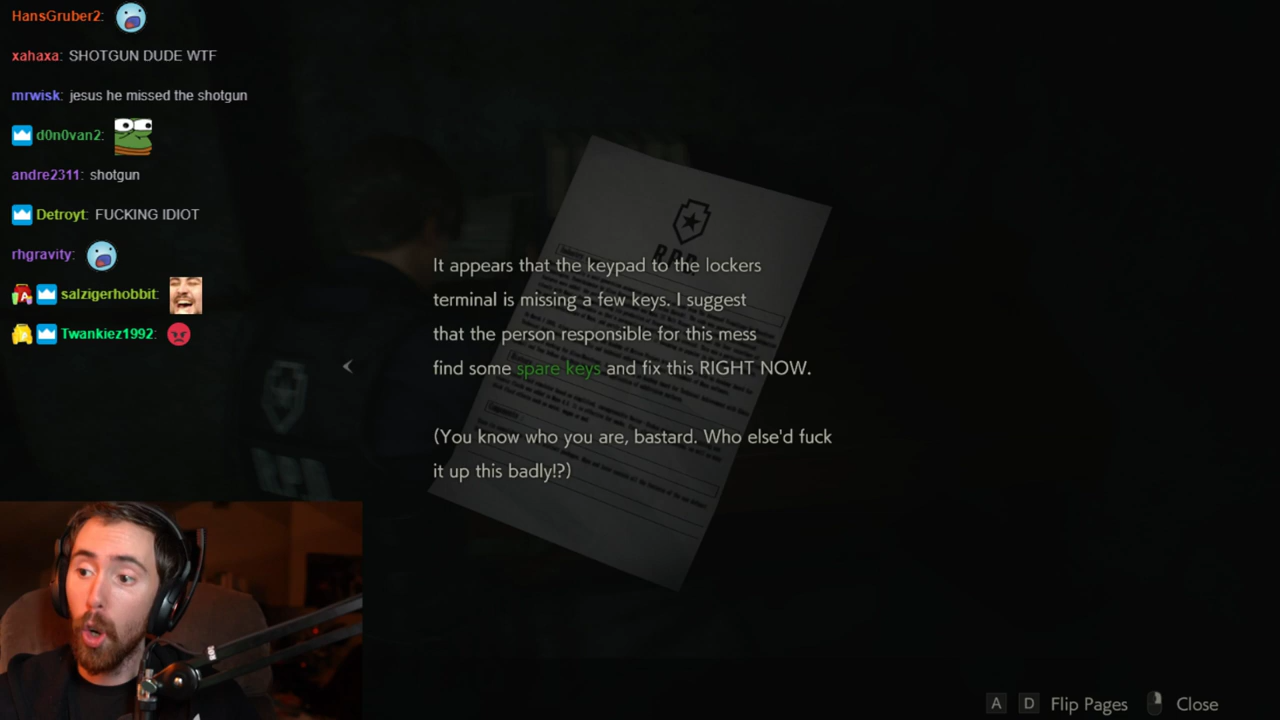 HansGruber2:
xahaxa: SHOTGUN DUDE WTF
mrwisk: jesus he missed the shotgun
d0n0van2:
andre2311: shotgun
Detroyt: FUCKING IDIOT
rhgravity:
salzigerhobbit:
Twankiez1992:
R.P.D.
It appears that the keypad to the lockers
terminal is missing a few keys. I suggest
that the person responsible for this mess
find some spare keys and fix this RIGHT NOW.
(You know who you are, bastard. Who else'd fuck
it up this badly!?)
A D Flip Pages Close